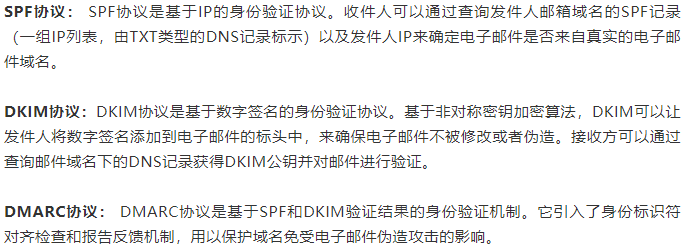 SPF协议： SPF协议是基于IP的身份验证协议。收件人可以通过查询发件人邮箱域名的SPF记录
（一组IP列表，由TXT类型的DNS记录标示）以及发件人IP来确定电子邮件是否来自真实的电子邮
件域名。
DKIM协议：DKIM协议是基于数字签名的身份验证协议。基于非对称密钥加密算法，DKIM可以让
发件人将数字签名添加到电子邮件的标头中，来确保电子邮件不被修改或者伪造。接收方可以通过
查询邮件域名下的DNS记录获得DKIM公钥并对邮件进行验证。
DMARC协议： DMARC协议是基于SPF和DKIM验证结果的身份验证机制。它引入了身份标识符
对齐检查和报告反馈机制，用以保护域名免受电子邮件伪造攻击的影响。